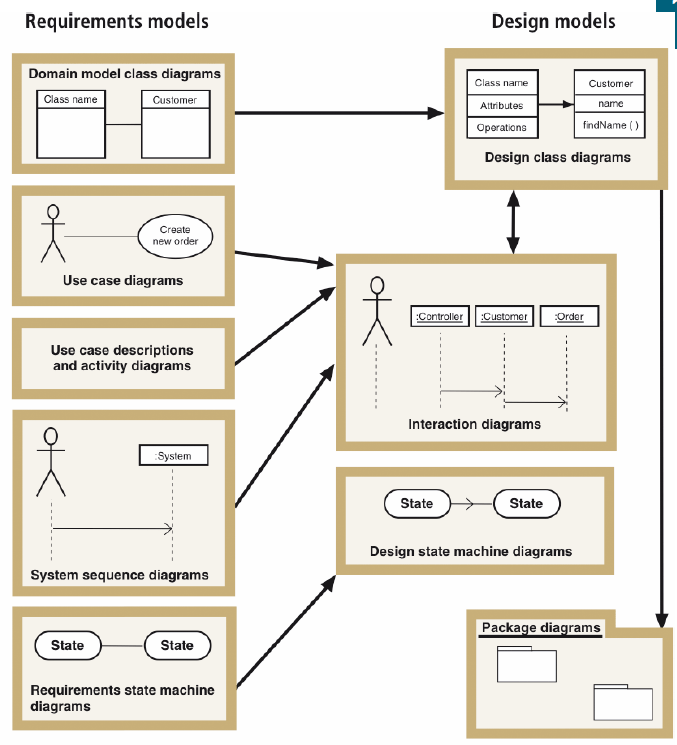 Requirements models
Design models
Domain model class diagrams
Class name
Customer
Class name
Attributes
Operations
Customer
name
findName ( )
Design class diagrams
Create
new order
Use case diagrams
Use case descriptions
and activity diagrams
:Controller
:Customer
:Order
Interaction diagrams
:System
System sequence diagrams
State
State
Design state machine diagrams
State
State
Requirements state machine
diagrams
Package diagrams